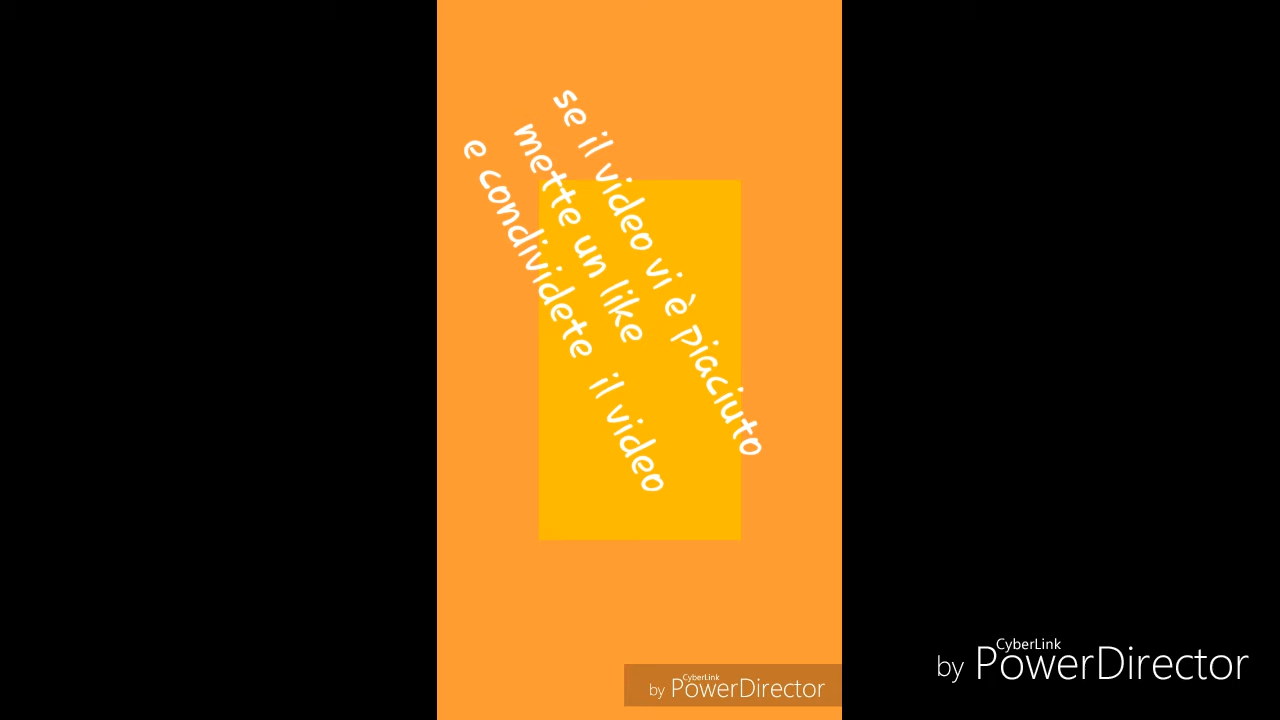 se il video vi è piaciuto
mette un like
e condividete il video
CyberLink
by PowerDirector
CyberLink
by PowerDirector